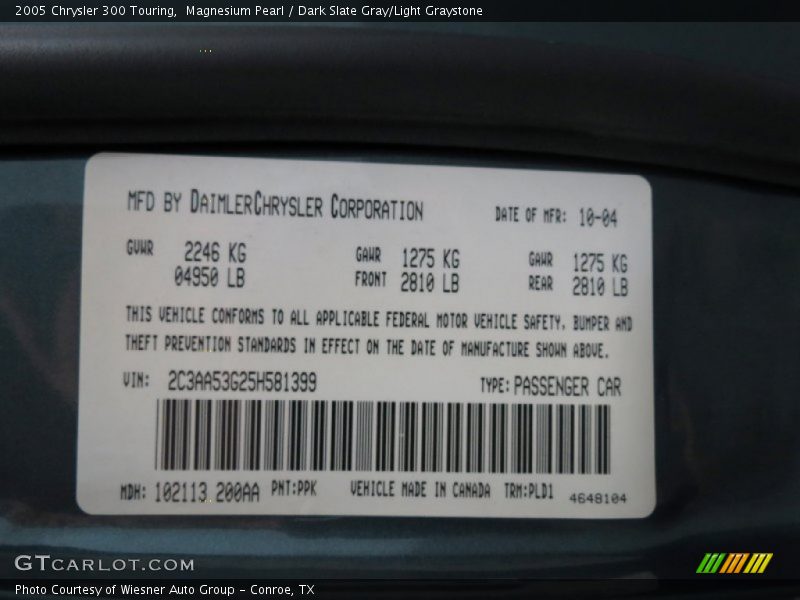 2005 Chrysler 300 Touring, Magnesium Pearl / Dark Slate Gray/Light Graystone
MFD BY DAIMLERCHRYSLER CORPORATION DATE OF MFR: 10-04
GVWR 2246 KG GAWR 1275 KG GAWR 1275 KG
04950 LB FRONT 2810 LB REAR 2810 LB
THIS VEHICLE CONFORMS TO ALL APPLICABLE FEDERAL MOTOR VEHICLE SAFETY, BUMPER AND
THEFT PREVENTION STANDARDS IN EFFECT ON THE DATE OF MANUFACTURE SHOWN ABOVE.
VIN: 2C3AA53G25H581399 TYPE: PASSENGER CAR
MDH: 102113 200AA PNT:PPK VEHICLE MADE IN CANADA TRM:PLD1 4648104
GTCARLOT.COM
Photo Courtesy of Wiesner Auto Group - Conroe, TX